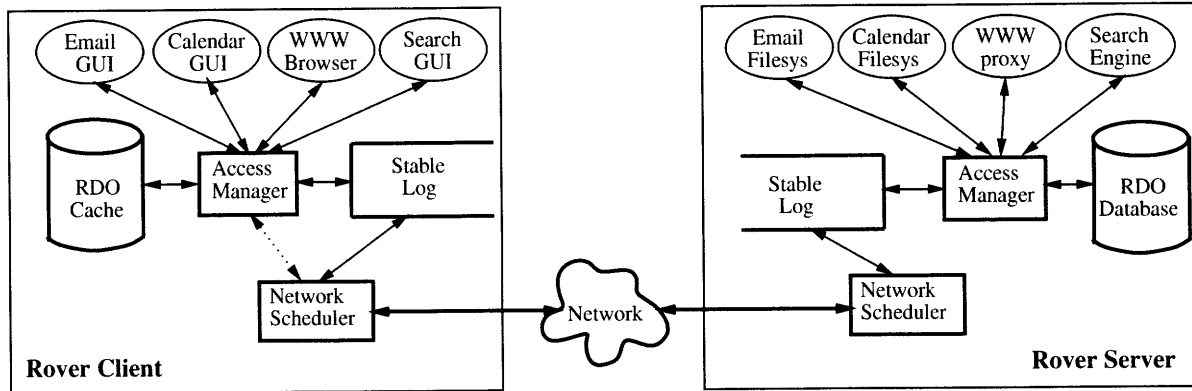 Email
GUI
Calendar
GUI
WWW
Browser
Search
GUI
RDO
Cache
Access
Manager
Stable
Log
Network
Scheduler
Rover Client
Network
Email
Filesys
Calendar
Filesys
WWW
proxy
Search
Engine
Stable
Log
Access
Manager
RDO
Database
Network
Scheduler
Rover Server